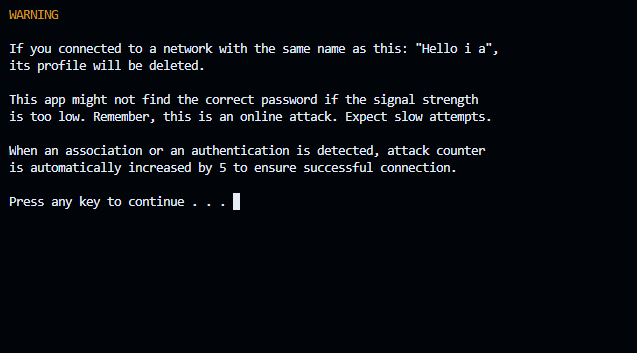 WARNING
If you connected to a network with the same name as this: "Hello i a",
its profile will be deleted.
This app might not find the correct password if the signal strength
is too low. Remember, this is an online attack. Expect slow attempts.
When an association or an authentication is detected, attack counter
is automatically increased by 5 to ensure successful connection.
Press any key to continue . . .